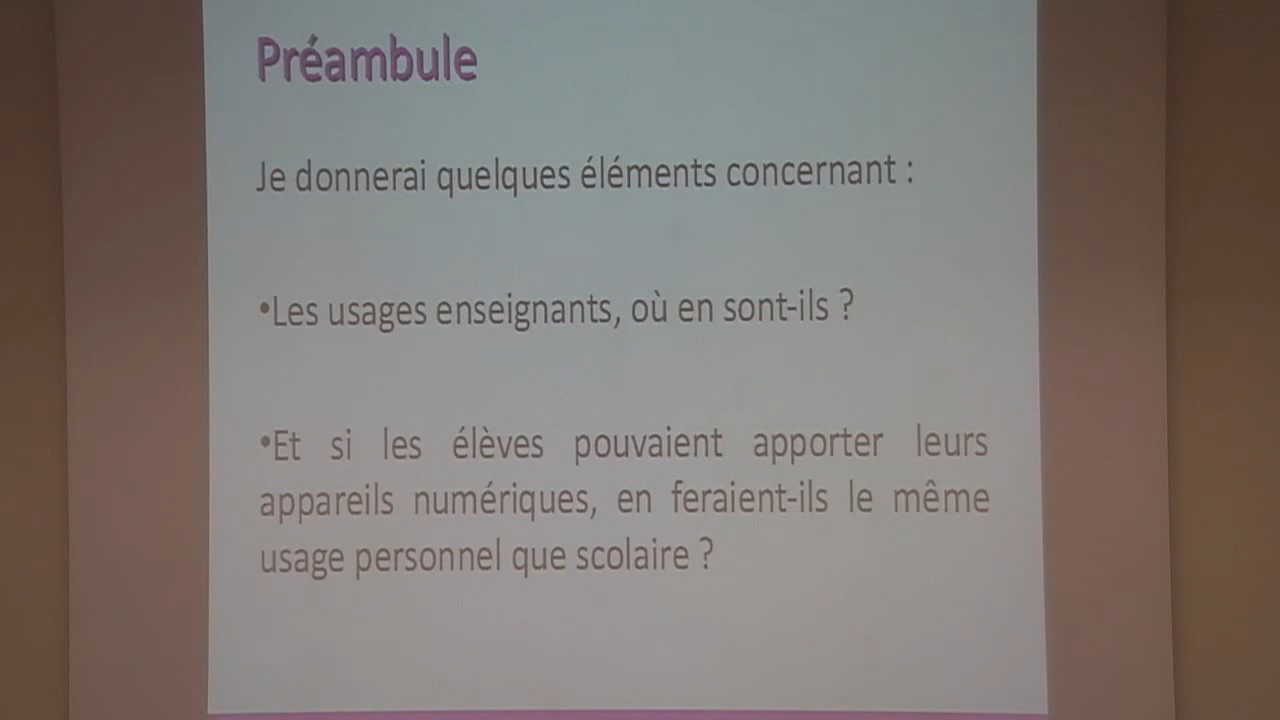 Préambule
Je donnerai quelques éléments concernant :
•Les usages enseignants, où en sont-ils ?
•Et si les élèves pouvaient apporter leurs
appareils numériques, en feraient-ils le même
usage personnel que scolaire ?